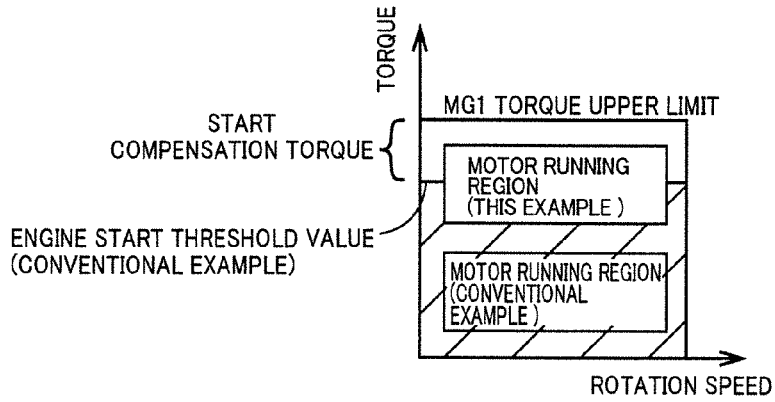 TORQUE
MG1 TORQUE UPPER LIMIT
START
COMPENSATION TORQUE
MOTOR RUNNING
REGION
(THIS EXAMPLE )
ENGINE START THRESHOLD VALUE
(CONVENTIONAL EXAMPLE)
MOTOR RUNNING REGION
(CONVENTIONAL
EXAMPLE )
ROTATION SPEED